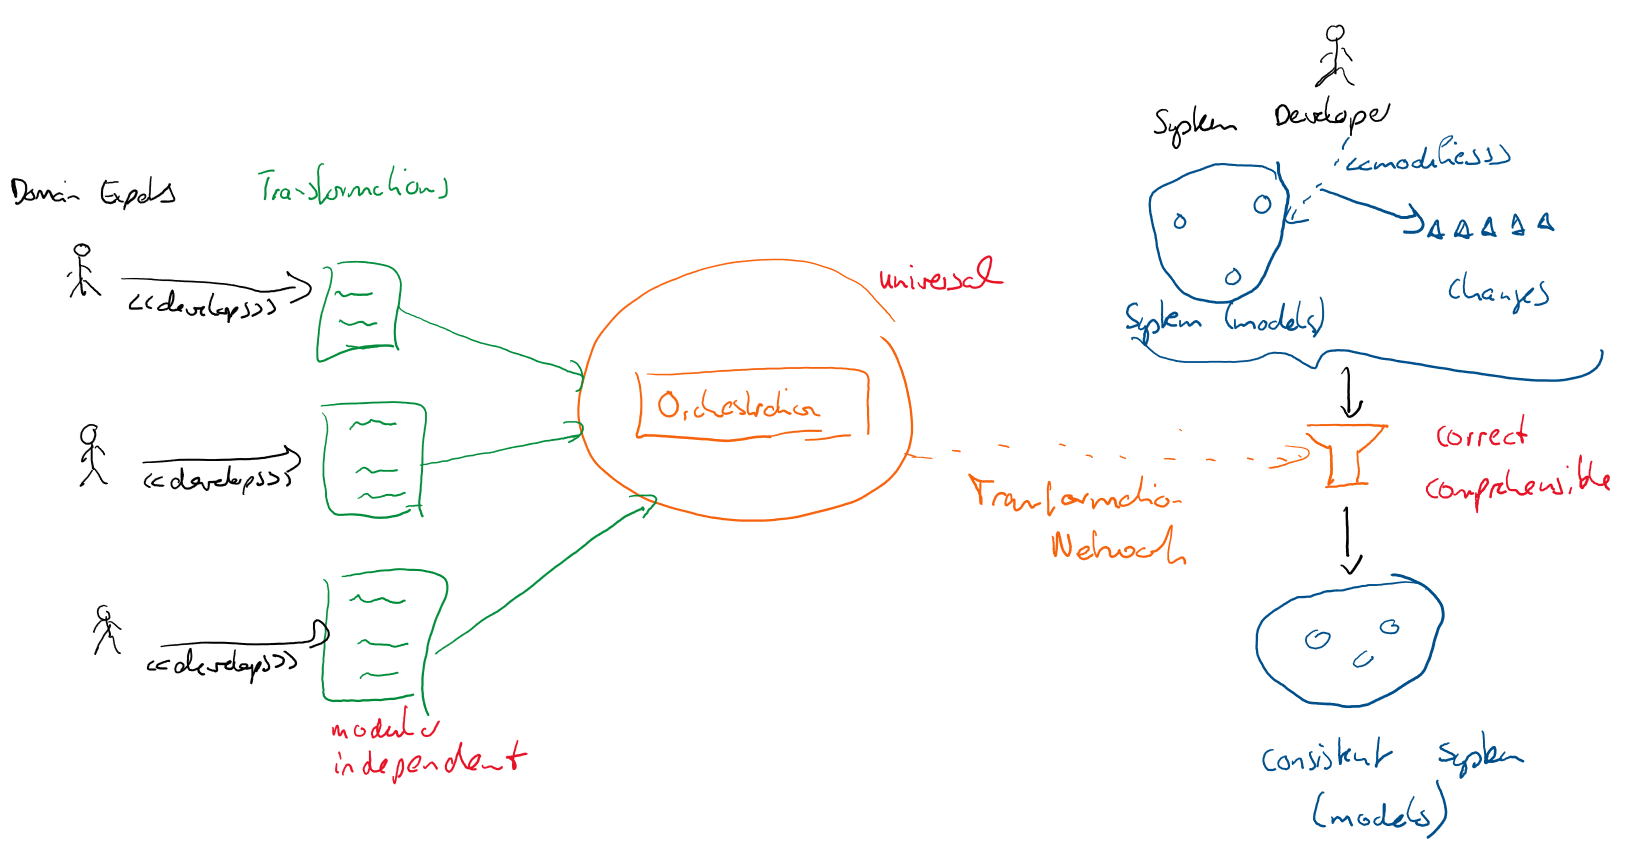 System Developer
<<modifies>>
Domain Experts
Transformations
<<develops>>
universal
changes
System (models)
Orchestration
<<develops>>
correct
comprehensible
Transformation
Network
<<develops>>
modular
independent
consistent System
(models)